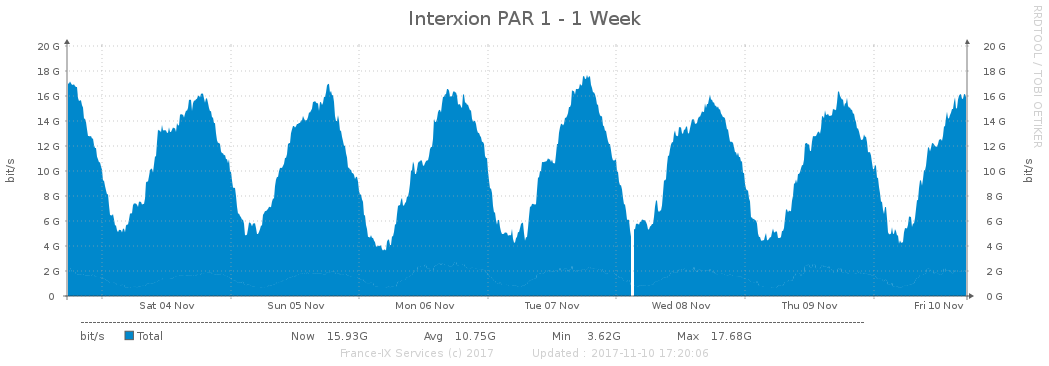 Interxion PAR 1 - 1 Week
RRDTOOL / TOBI OETIKER
20 G 20 G
18 G 18 G
16 G 16 G
14 G 14 G
12 G 12 G
10 G 10 G
8 G 8 G
6 G 6 G
4 G 4 G
2 G 2 G
0 0 G
bit/s
bit/s
Sat 04 Nov Sun 05 Nov Mon 06 Nov Tue 07 Nov Wed 08 Nov Thu 09 Nov Fri 10 Nov
bit/s Total Now 15.93G Avg 10.75G Min 3.62G Max 17.68G
France-IX Services (c) 2017 Updated : 2017-11-10 17:20:06